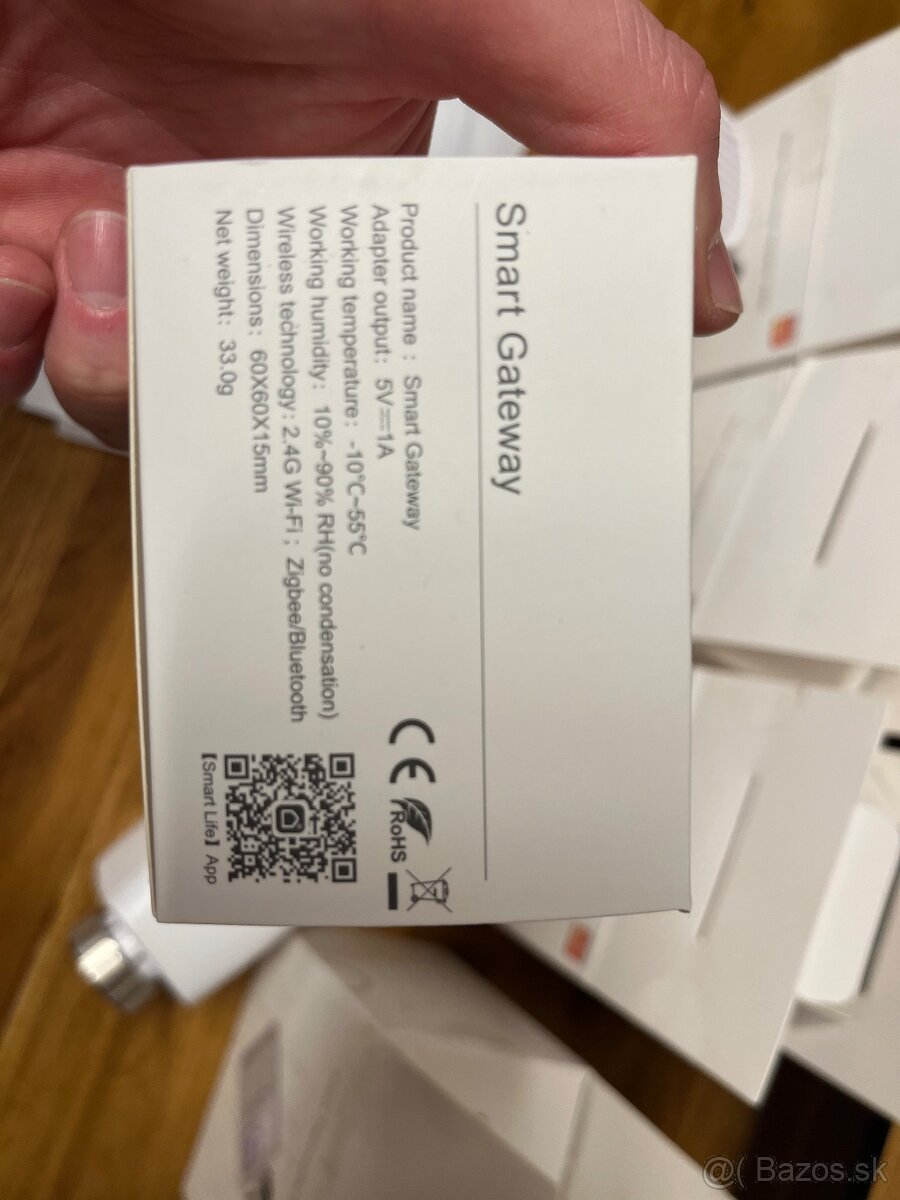 Smart Gateway
Product name : Smart Gateway
Adapter output: 5V⎓1A
Working temperature: -10℃~55℃
Working humidity: 10%~90% RH(no condensation)
Wireless technology: 2.4G Wi-Fi ; Zigbee/Bluetooth
Dimensions: 60X60X15mm
Net weight: 33.0g
CE
RoHS
【Smart Life】 App
@( Bazos.sk